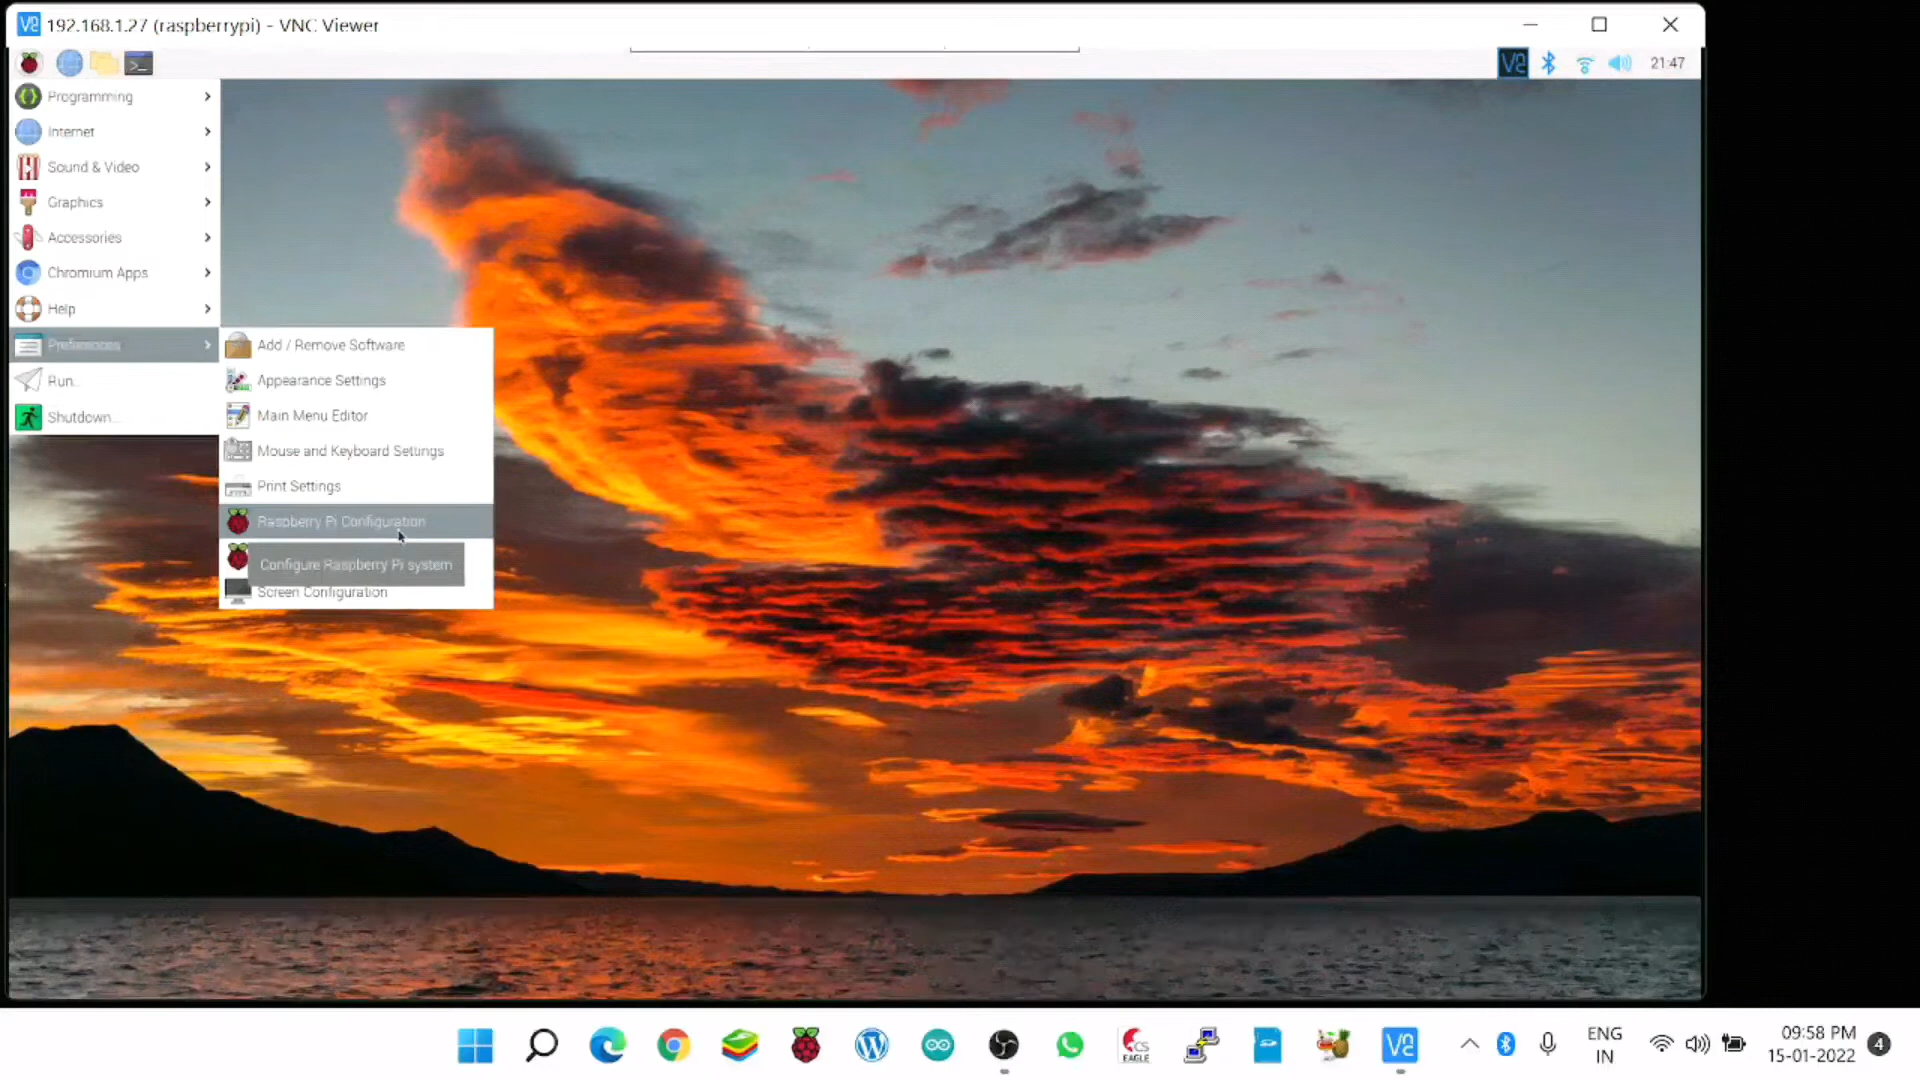 192.168.1.27 (raspberrypi) - VNC Viewer
21:47
Programming
Internet
Sound & Video
Graphics
Accessories
Chromium Apps
Help
Preferences
Run...
Shutdown...
Add / Remove Software
Appearance Settings
Main Menu Editor
Mouse and Keyboard Settings
Print Settings
Raspberry Pi Configuration
Configure Raspberry Pi system
Screen Configuration
CS
EAGLE
ENG
IN
09:58 PM
15-01-2022
4